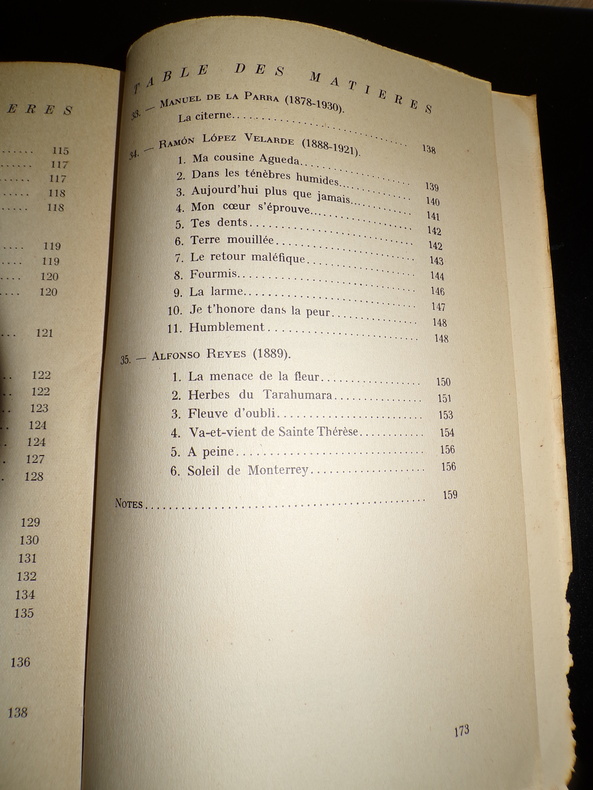 ERES
115
117
117
118
118
119
119
120
120
121
122
122
123
124
124
127
128
129
130
131
132
134
135
136
138
TABLE DES MATIERES
33. — Manuel de la Parra (1878-1930).
La citerne 138
34. — Ramón López Velarde (1888-1921).
1. Ma cousine Agueda 139
2. Dans les ténèbres humides 140
3. Aujourd'hui plus que jamais 141
4. Mon cœur s'éprouve 142
5. Tes dents 142
6. Terre mouillée 143
7. Le retour maléfique 144
8. Fourmis 146
9. La larme 147
10. Je t'honore dans la peur 148
11. Humblement 148
35. — Alfonso Reyes (1889).
1. La menace de la fleur 150
2. Herbes du Tarahumara 151
3. Fleuve d'oubli 153
4. Va-et-vient de Sainte Thérèse 154
5. A peine 156
6. Soleil de Monterrey 156
Notes 159
173